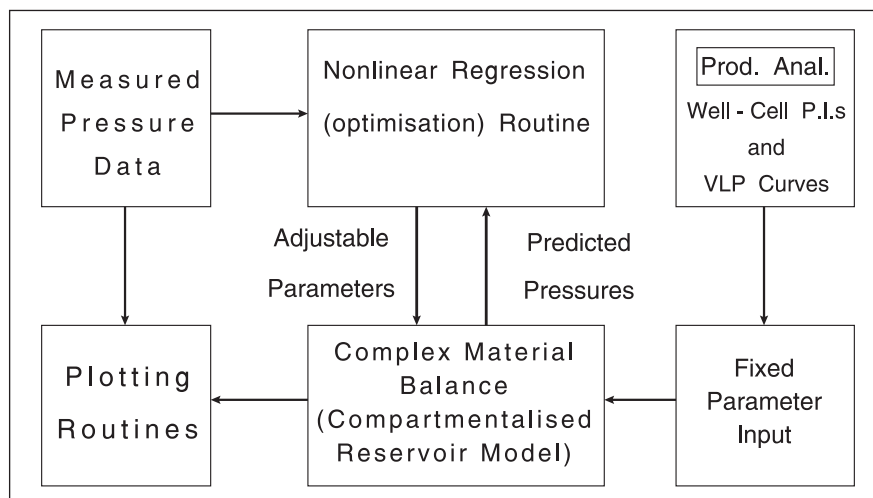 Measured
Pressure
Data
Nonlinear Regression
(optimisation) Routine
Prod. Anal.
Well - Cell P.I.s
and
VLP Curves
Adjustable
Parameters
Predicted
Pressures
Plotting
Routines
Complex Material
Balance
(Compartmentalised
Reservoir Model)
Fixed
Parameter
Input